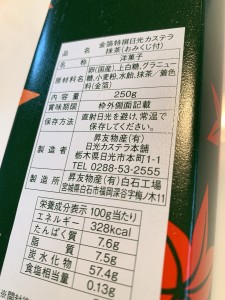 品名 金箔特撰日光カステラ
抹茶(おみくじ付)
名称 洋菓子
原材料名 卵(国産)、上白糖、グラニュー
糖、小麦粉、水飴、抹茶/着色
料(金箔)
内容量 250g
賞味期限 枠外側面記載
保存方法 直射日光を避け、常温で
保存してください。
製造者 昇友物産(有)
日光カステラ本舗
栃木県日光市本町1-1
TEL 0288-53-2555
製造所 昇友物産(有)白石工場
宮城県白石市福岡深谷字梅ノ木11
栄養成分表示 100g当たり
エネルギー 328kcal
たんぱく質 7.6g
脂質 7.5g
炭水化物 57.4g
食塩相当量 0.13g